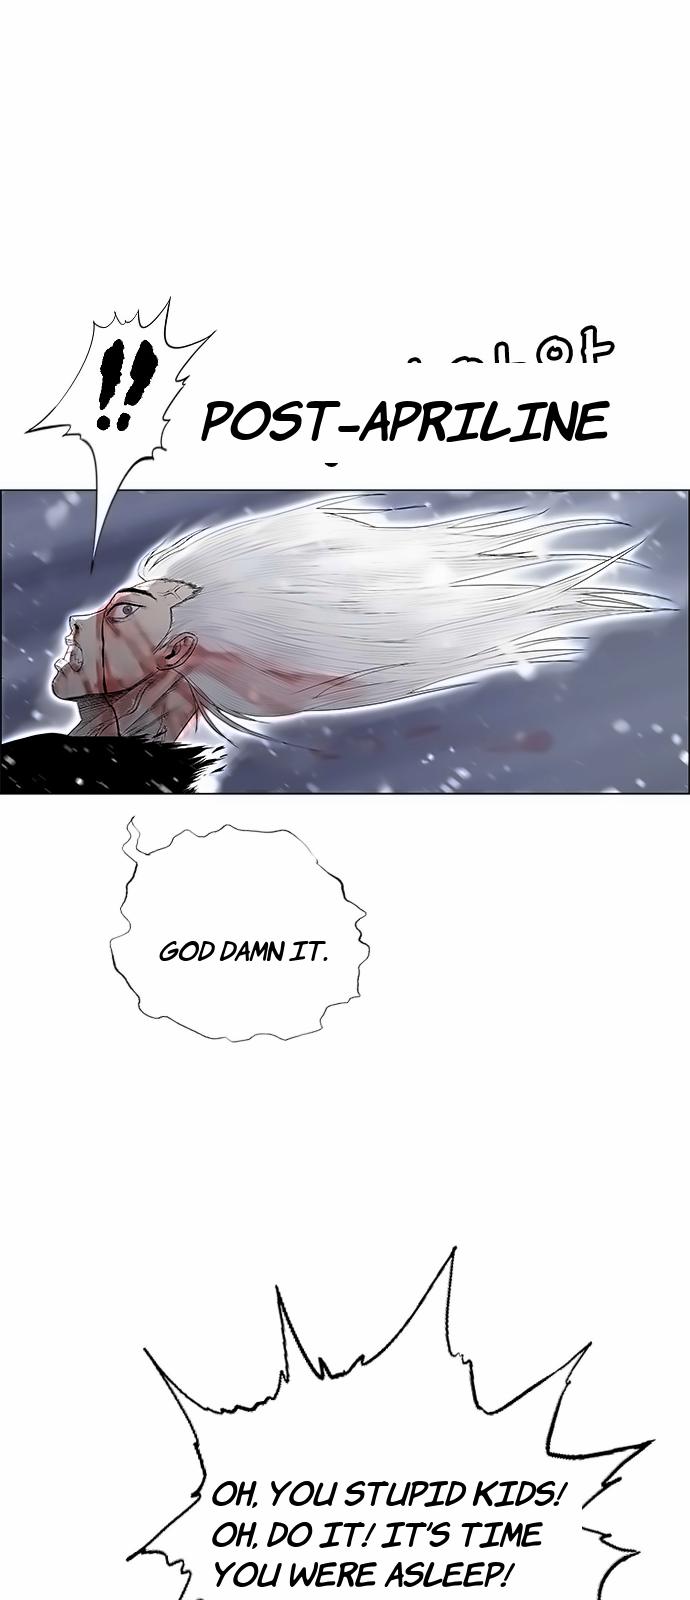 !!
POST-APRILINE
GOD DAMN IT.
OH, YOU STUPID KIDS!
OH, DO IT! IT'S TIME
YOU WERE ASLEEP!